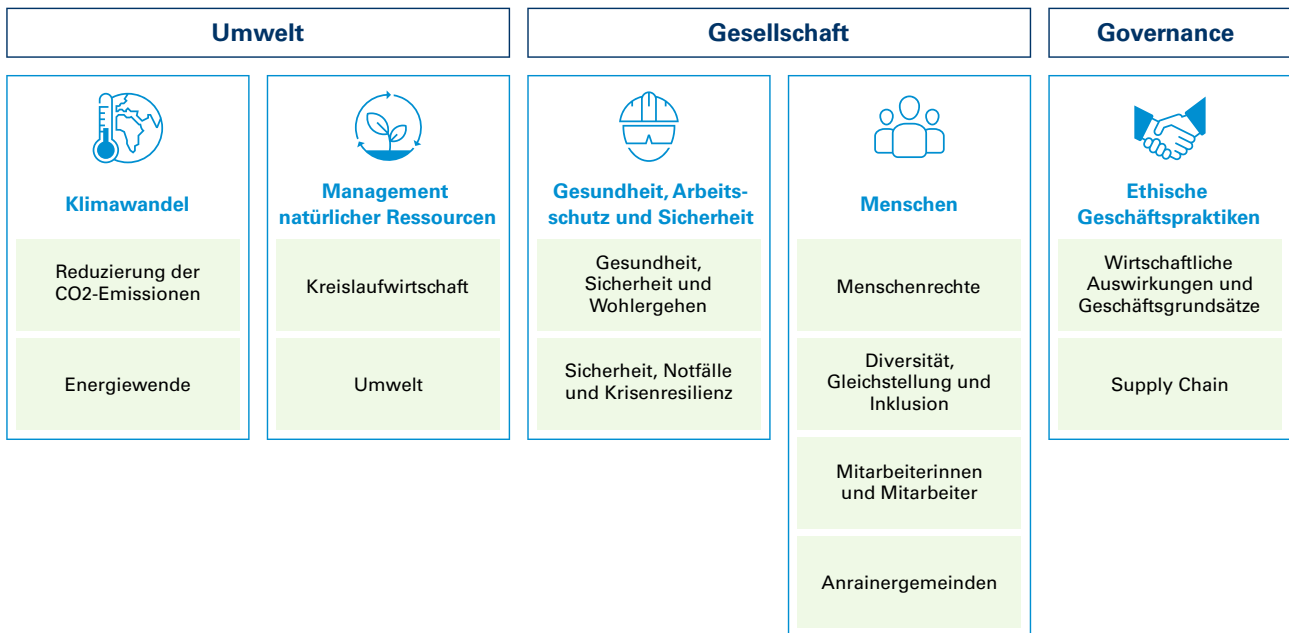 Umwelt
Gesellschaft
Governance
Klimawandel
Reduzierung der
CO2-Emissionen
Energiewende
Management
natürlicher Ressourcen
Kreislaufwirtschaft
Umwelt
Gesundheit, Arbeits-
schutz und Sicherheit
Gesundheit,
Sicherheit und
Wohlergehen
Sicherheit, Notfälle
und Krisenresilienz
Menschen
Menschenrechte
Diversität,
Gleichstellung und
Inklusion
Mitarbeiterinnen
und Mitarbeiter
Anrainergemeinden
Ethische
Geschäftspraktiken
Wirtschaftliche
Auswirkungen und
Geschäftsgrundsätze
Supply Chain